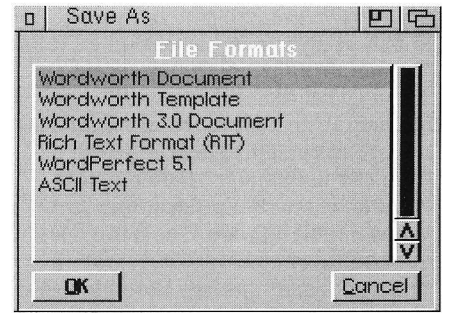 Save As
File Formats
Wordworth Document
Wordworth Template
Wordworth 3.0 Document
Rich Text Format (RTF)
WordPerfect 5.1
ASCII Text
OK
Cancel